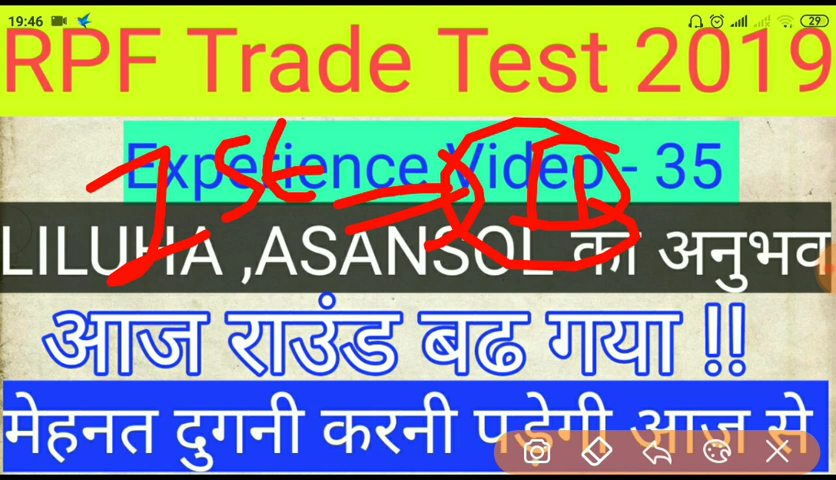 19:46 29
RPF Trade Test 2019
Experience Video - 35
1st =
LILUHA ,ASANSOL का अनुभव
आज राउंड बढ गया !!
मेहनत दुगनी करनी पड़ेगी आज से